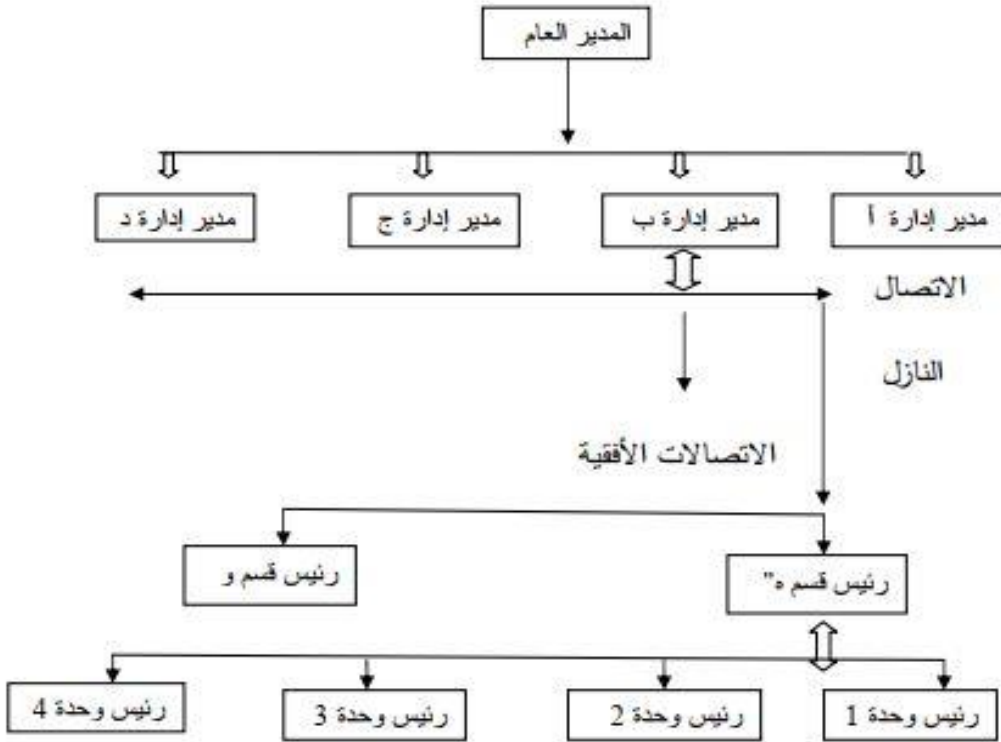 المدير العام
مدير إدارة أ
مدير إدارة ب
مدير إدارة ج
مدير إدارة د
الاتصال
النازل
الاتصالات الأفقية
رئيس قسم ه"
رئيس قسم و
رئيس وحدة 1
رئيس وحدة 2
رئيس وحدة 3
رئيس وحدة 4